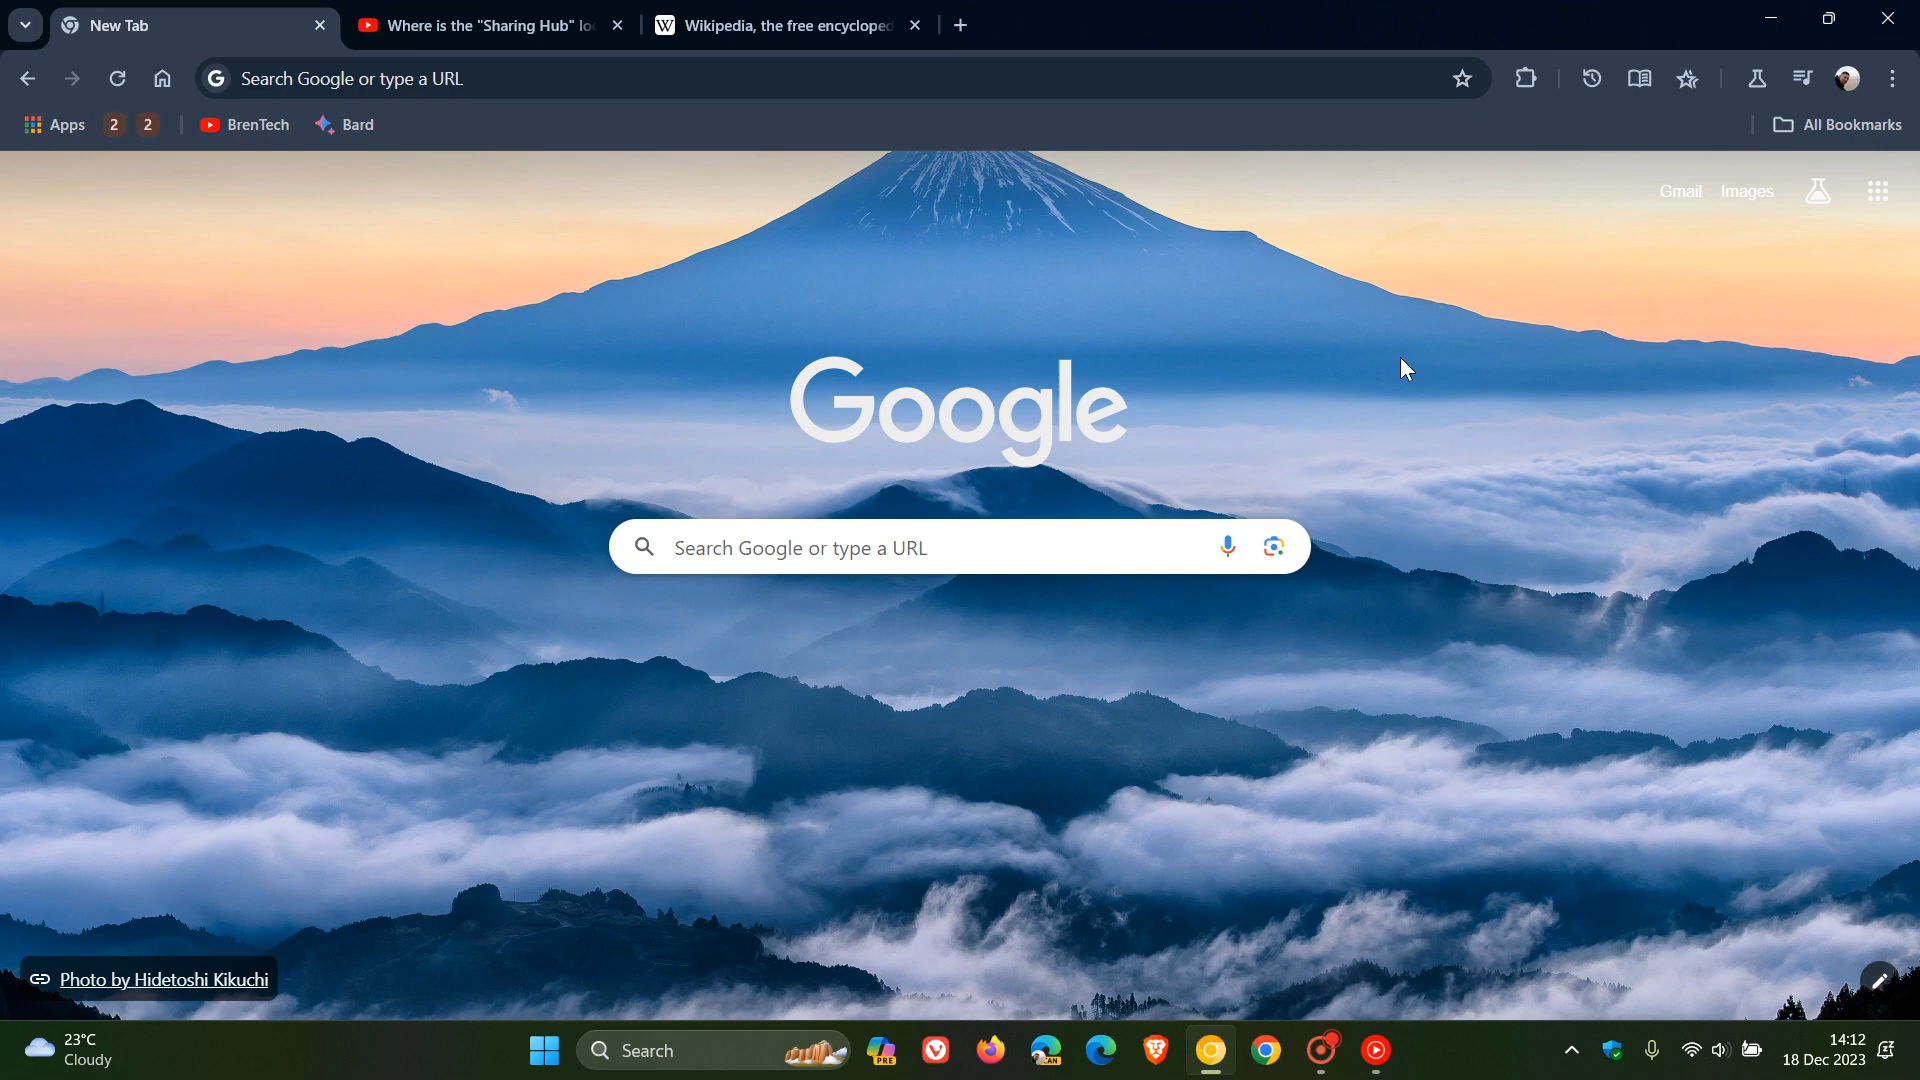 New Tab
Where is the "Sharing Hub" lo
Wikipedia, the free encycloped
Search Google or type a URL
Apps
2
2
BrenTech
Bard
All Bookmarks
Gmail
Images
Google
Search Google or type a URL
Photo by Hidetoshi Kikuchi
23°C
Cloudy
Search
PRE
CAN
14:12
18 Dec 2023